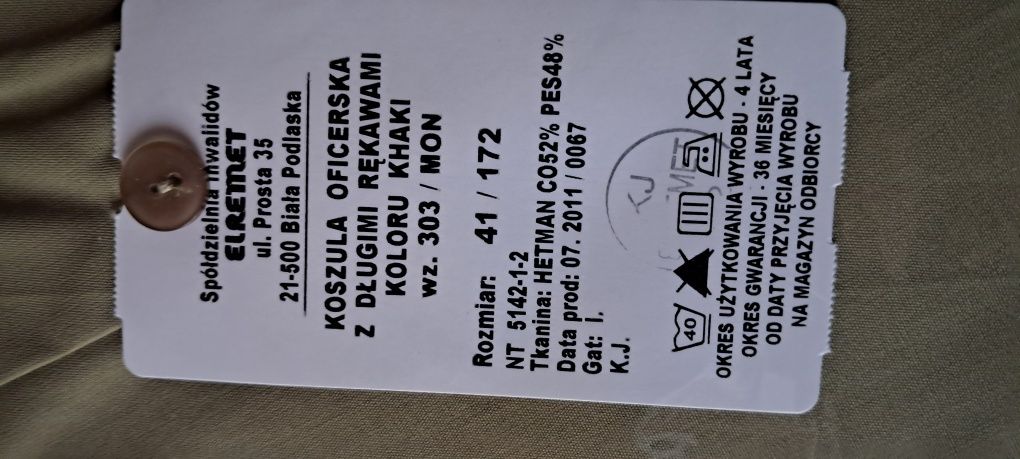 Spółdzielnia Inwalidów
ELREMET
ul. Prosta 35
21-500 Biała Podlaska
KOSZULA OFICERSKA
Z DŁUGIMI RĘKAWAMI
KOLORU KHAKI
wz. 303 / MON
Rozmiar: 41 / 172
NT 5142-1-2
Tkanina: HETMAN CO52% PES48%
Data prod: 07. 2011 / 0067
Gat: I.
K.J.
KJ
MET
40
OKRES UŻYTKOWANIA WYROBU - 4 LATA
OKRES GWARANCJI - 36 MIESIĘCY
OD DATY PRZYJĘCIA WYROBU
NA MAGAZYN ODBIORCY